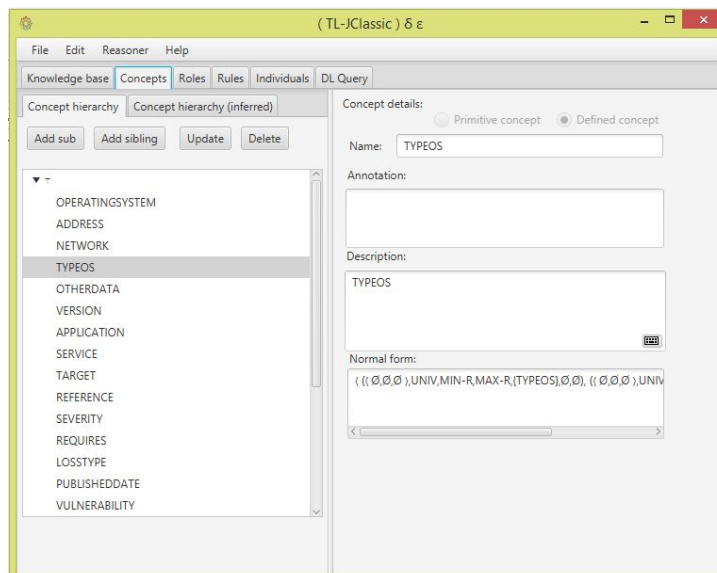 ( TL-JClassic ) δ ε
File Edit Reasoner Help
Knowledge base Concepts Roles Rules Individuals DL Query
Concept hierarchy Concept hierarchy (inferred)
Add sub Add sibling Update Delete
OPERATINGSYSTEM
ADDRESS
NETWORK
TYPEOS
OTHERDATA
VERSION
APPLICATION
SERVICE
TARGET
REFERENCE
SEVERITY
REQUIRES
LOSSTYPE
PUBLISHEDDATE
VULNERABILITY
Concept details:
Primitive concept Defined concept
Name: TYPEOS
Annotation:
Description:
TYPEOS
Normal form:
( {( Ø,Ø,Ø ),UNIV,MIN-R,MAX-R,{TYPEOS},Ø,Ø), {( Ø,Ø,Ø ),UNIV